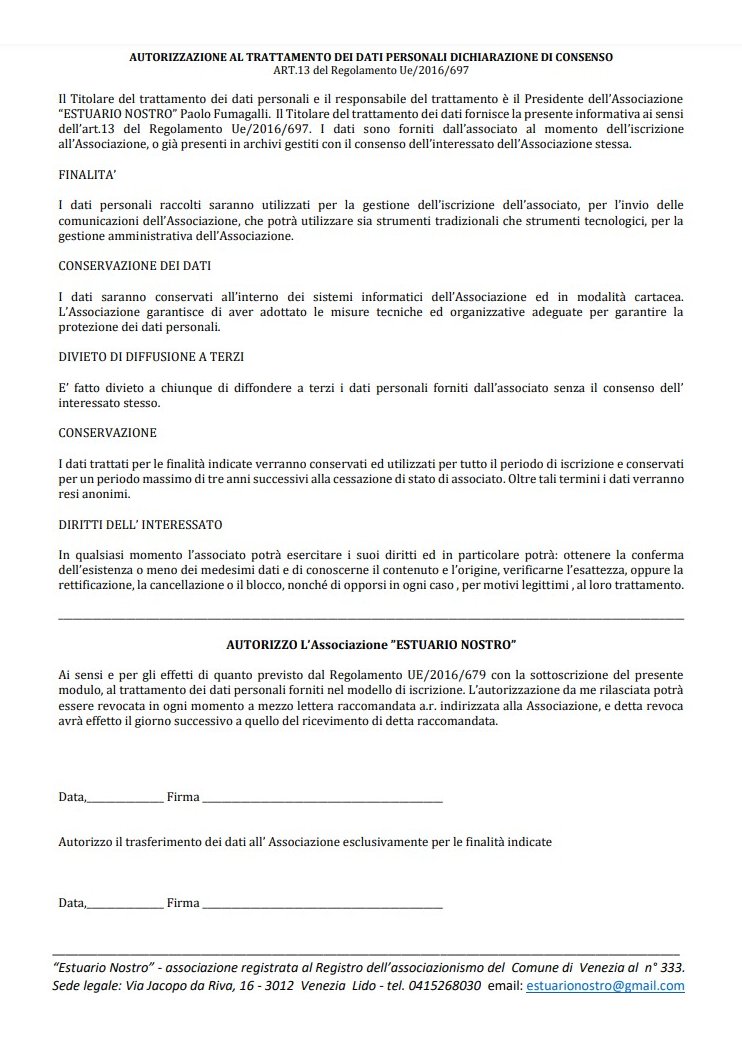 AUTORIZZAZIONE AL TRATTAMENTO DEI DATI PERSONALI DICHIARAZIONE DI CONSENSO
ART.13 del Regolamento Ue/2016/697
Il Titolare del trattamento dei dati personali e il responsabile del trattamento è il Presidente dell’Associazione
“ESTUARIO NOSTRO” Paolo Fumagalli. Il Titolare del trattamento dei dati fornisce la presente informativa ai sensi
dell’art.13 del Regolamento Ue/2016/697. I dati sono forniti dall’associato al momento dell’iscrizione
all’Associazione, o già presenti in archivi gestiti con il consenso dell’interessato dell’Associazione stessa.
FINALITA’
I dati personali raccolti saranno utilizzati per la gestione dell’iscrizione dell’associato, per l’invio delle
comunicazioni dell’Associazione, che potrà utilizzare sia strumenti tradizionali che strumenti tecnologici, per la
gestione amministrativa dell’Associazione.
CONSERVAZIONE DEI DATI
I dati saranno conservati all’interno dei sistemi informatici dell’Associazione ed in modalità cartacea.
L’Associazione garantisce di aver adottato le misure tecniche ed organizzative adeguate per garantire la
protezione dei dati personali.
DIVIETO DI DIFFUSIONE A TERZI
E’ fatto divieto a chiunque di diffondere a terzi i dati personali forniti dall’associato senza il consenso dell’
interessato stesso.
CONSERVAZIONE
I dati trattati per le finalità indicate verranno conservati ed utilizzati per tutto il periodo di iscrizione e conservati
per un periodo massimo di tre anni successivi alla cessazione di stato di associato. Oltre tali termini i dati verranno
resi anonimi.
DIRITTI DELL’ INTERESSATO
In qualsiasi momento l’associato potrà esercitare i suoi diritti ed in particolare potrà: ottenere la conferma
dell’esistenza o meno dei medesimi dati e di conoscerne il contenuto e l’origine, verificarne l’esattezza, oppure la
rettificazione, la cancellazione o il blocco, nonché di opporsi in ogni caso , per motivi legittimi , al loro trattamento.
AUTORIZZO L’Associazione ”ESTUARIO NOSTRO”
Ai sensi e per gli effetti di quanto previsto dal Regolamento UE/2016/679 con la sottoscrizione del presente
modulo, al trattamento dei dati personali forniti nel modello di iscrizione. L’autorizzazione da me rilasciata potrà
essere revocata in ogni momento a mezzo lettera raccomandata a.r. indirizzata alla Associazione, e detta revoca
avrà effetto il giorno successivo a quello del ricevimento di detta raccomandata.
Data,______________ Firma ____________________________________________
Autorizzo il trasferimento dei dati all’ Associazione esclusivamente per le finalità indicate
Data,______________ Firma ____________________________________________
“Estuario Nostro” - associazione registrata al Registro dell’associazionismo del Comune di Venezia al n° 333.
Sede legale: Via Jacopo da Riva, 16 - 3012 Venezia Lido - tel. 0415268030 email: estuarionostro@gmail.com